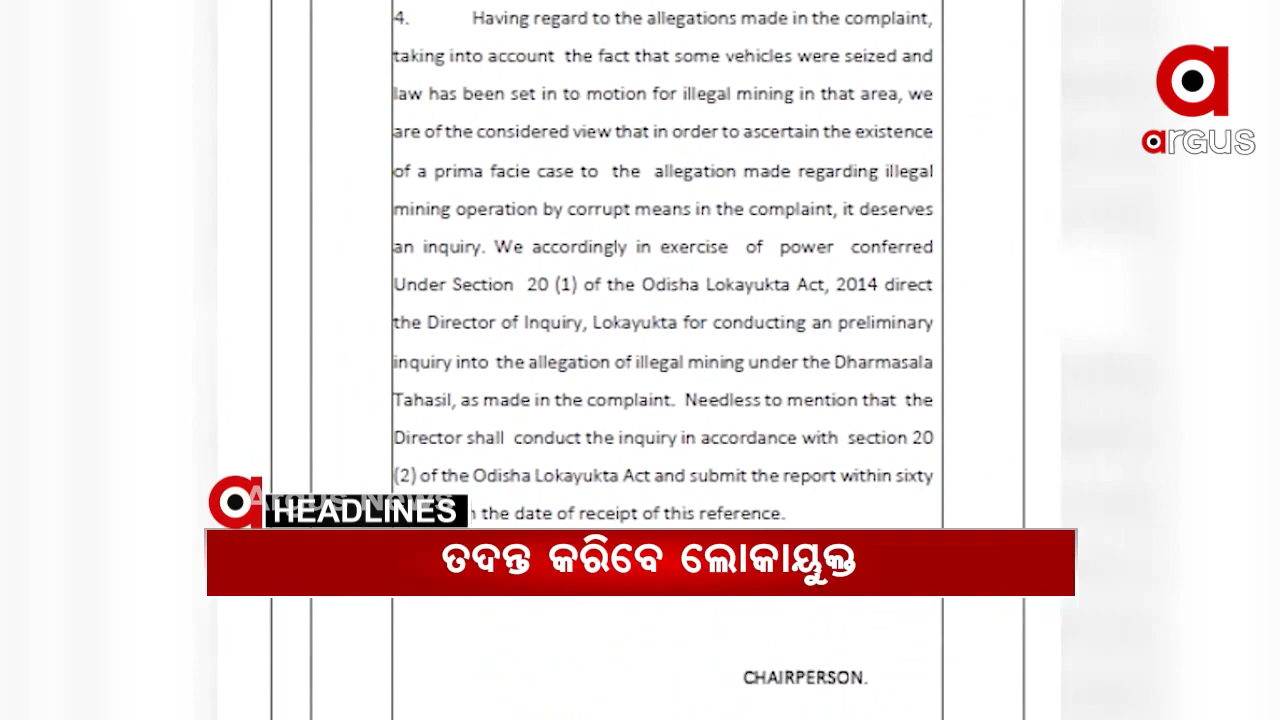 4. Having regard to the allegations made in the complaint,
taking into account the fact that some vehicles were seized and
law has been set in to motion for illegal mining in that area, we
are of the considered view that in order to ascertain the existence
of a prima facie case to the allegation made regarding illegal
mining operation by corrupt means in the complaint, it deserves
an inquiry. We accordingly in exercise of power conferred
Under Section 20 (1) of the Odisha Lokayukta Act, 2014 direct
the Director of Inquiry, Lokayukta for conducting an preliminary
inquiry into the allegation of illegal mining under the Dharmasala
Tahasil, as made in the complaint. Needless to mention that the
Director shall conduct the inquiry in accordance with section 20
(2) of the Odisha Lokayukta Act and submit the report within sixty
the date of receipt of this reference.
CHAIRPERSON.
argus
Argus News
HEADLINES
ତଦନ୍ତ କରିବେ ଲୋକାୟୁକ୍ତ